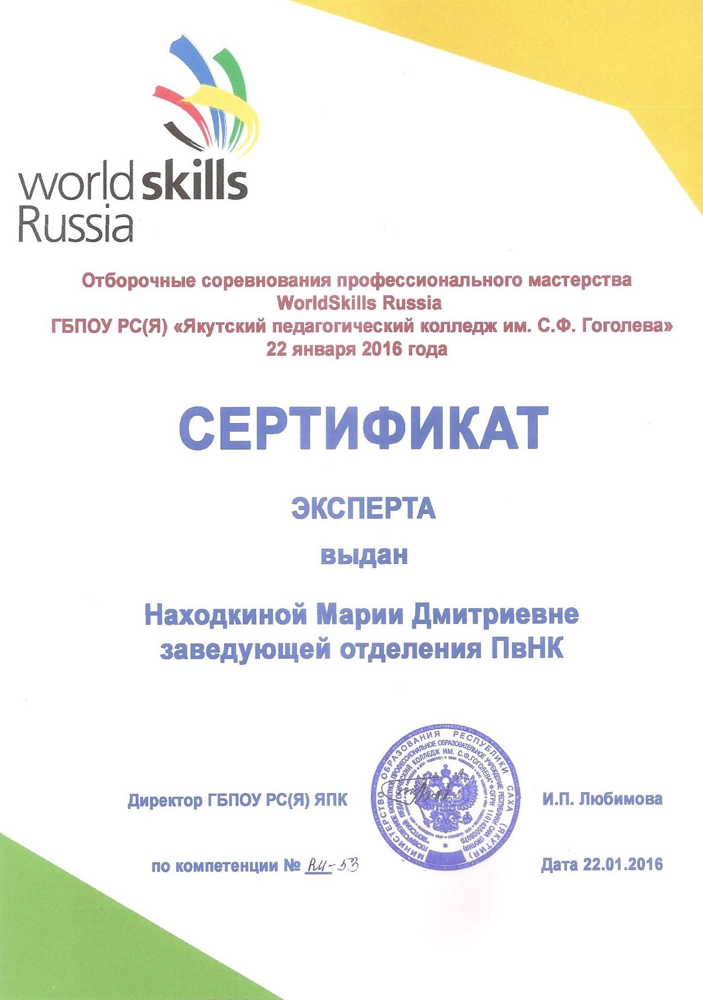 world skills
Russia
Отборочные соревнования профессионального мастерства
WorldSkills Russia
ГБПОУ РС(Я) «Якутский педагогический колледж им. С.Ф. Гоголева»
22 января 2016 года
СЕРТИФИКАТ
ЭКСПЕРТА
выдан
Находкиной Марии Дмитриевне
заведующей отделения ПвНК
МИНИСТЕРСТВО ОБРАЗОВАНИЯ РЕСПУБЛИКИ САХА (ЯКУТИЯ)
ГОСУДАРСТВЕННОЕ БЮДЖЕТНОЕ ПРОФЕССИОНАЛЬНОЕ ОБРАЗОВАТЕЛЬНОЕ УЧРЕЖДЕНИЕ РЕСПУБЛИКИ САХА (ЯКУТИЯ)
"ЯКУТСКИЙ ПЕДАГОГИЧЕСКИЙ КОЛЛЕДЖ ИМ. С.Ф.ГОГОЛЕВА" * ОГРН 1101435008070
Директор ГБПОУ РС(Я) ЯПК
И.П. Любимова
по компетенции № RU-53
Дата 22.01.2016